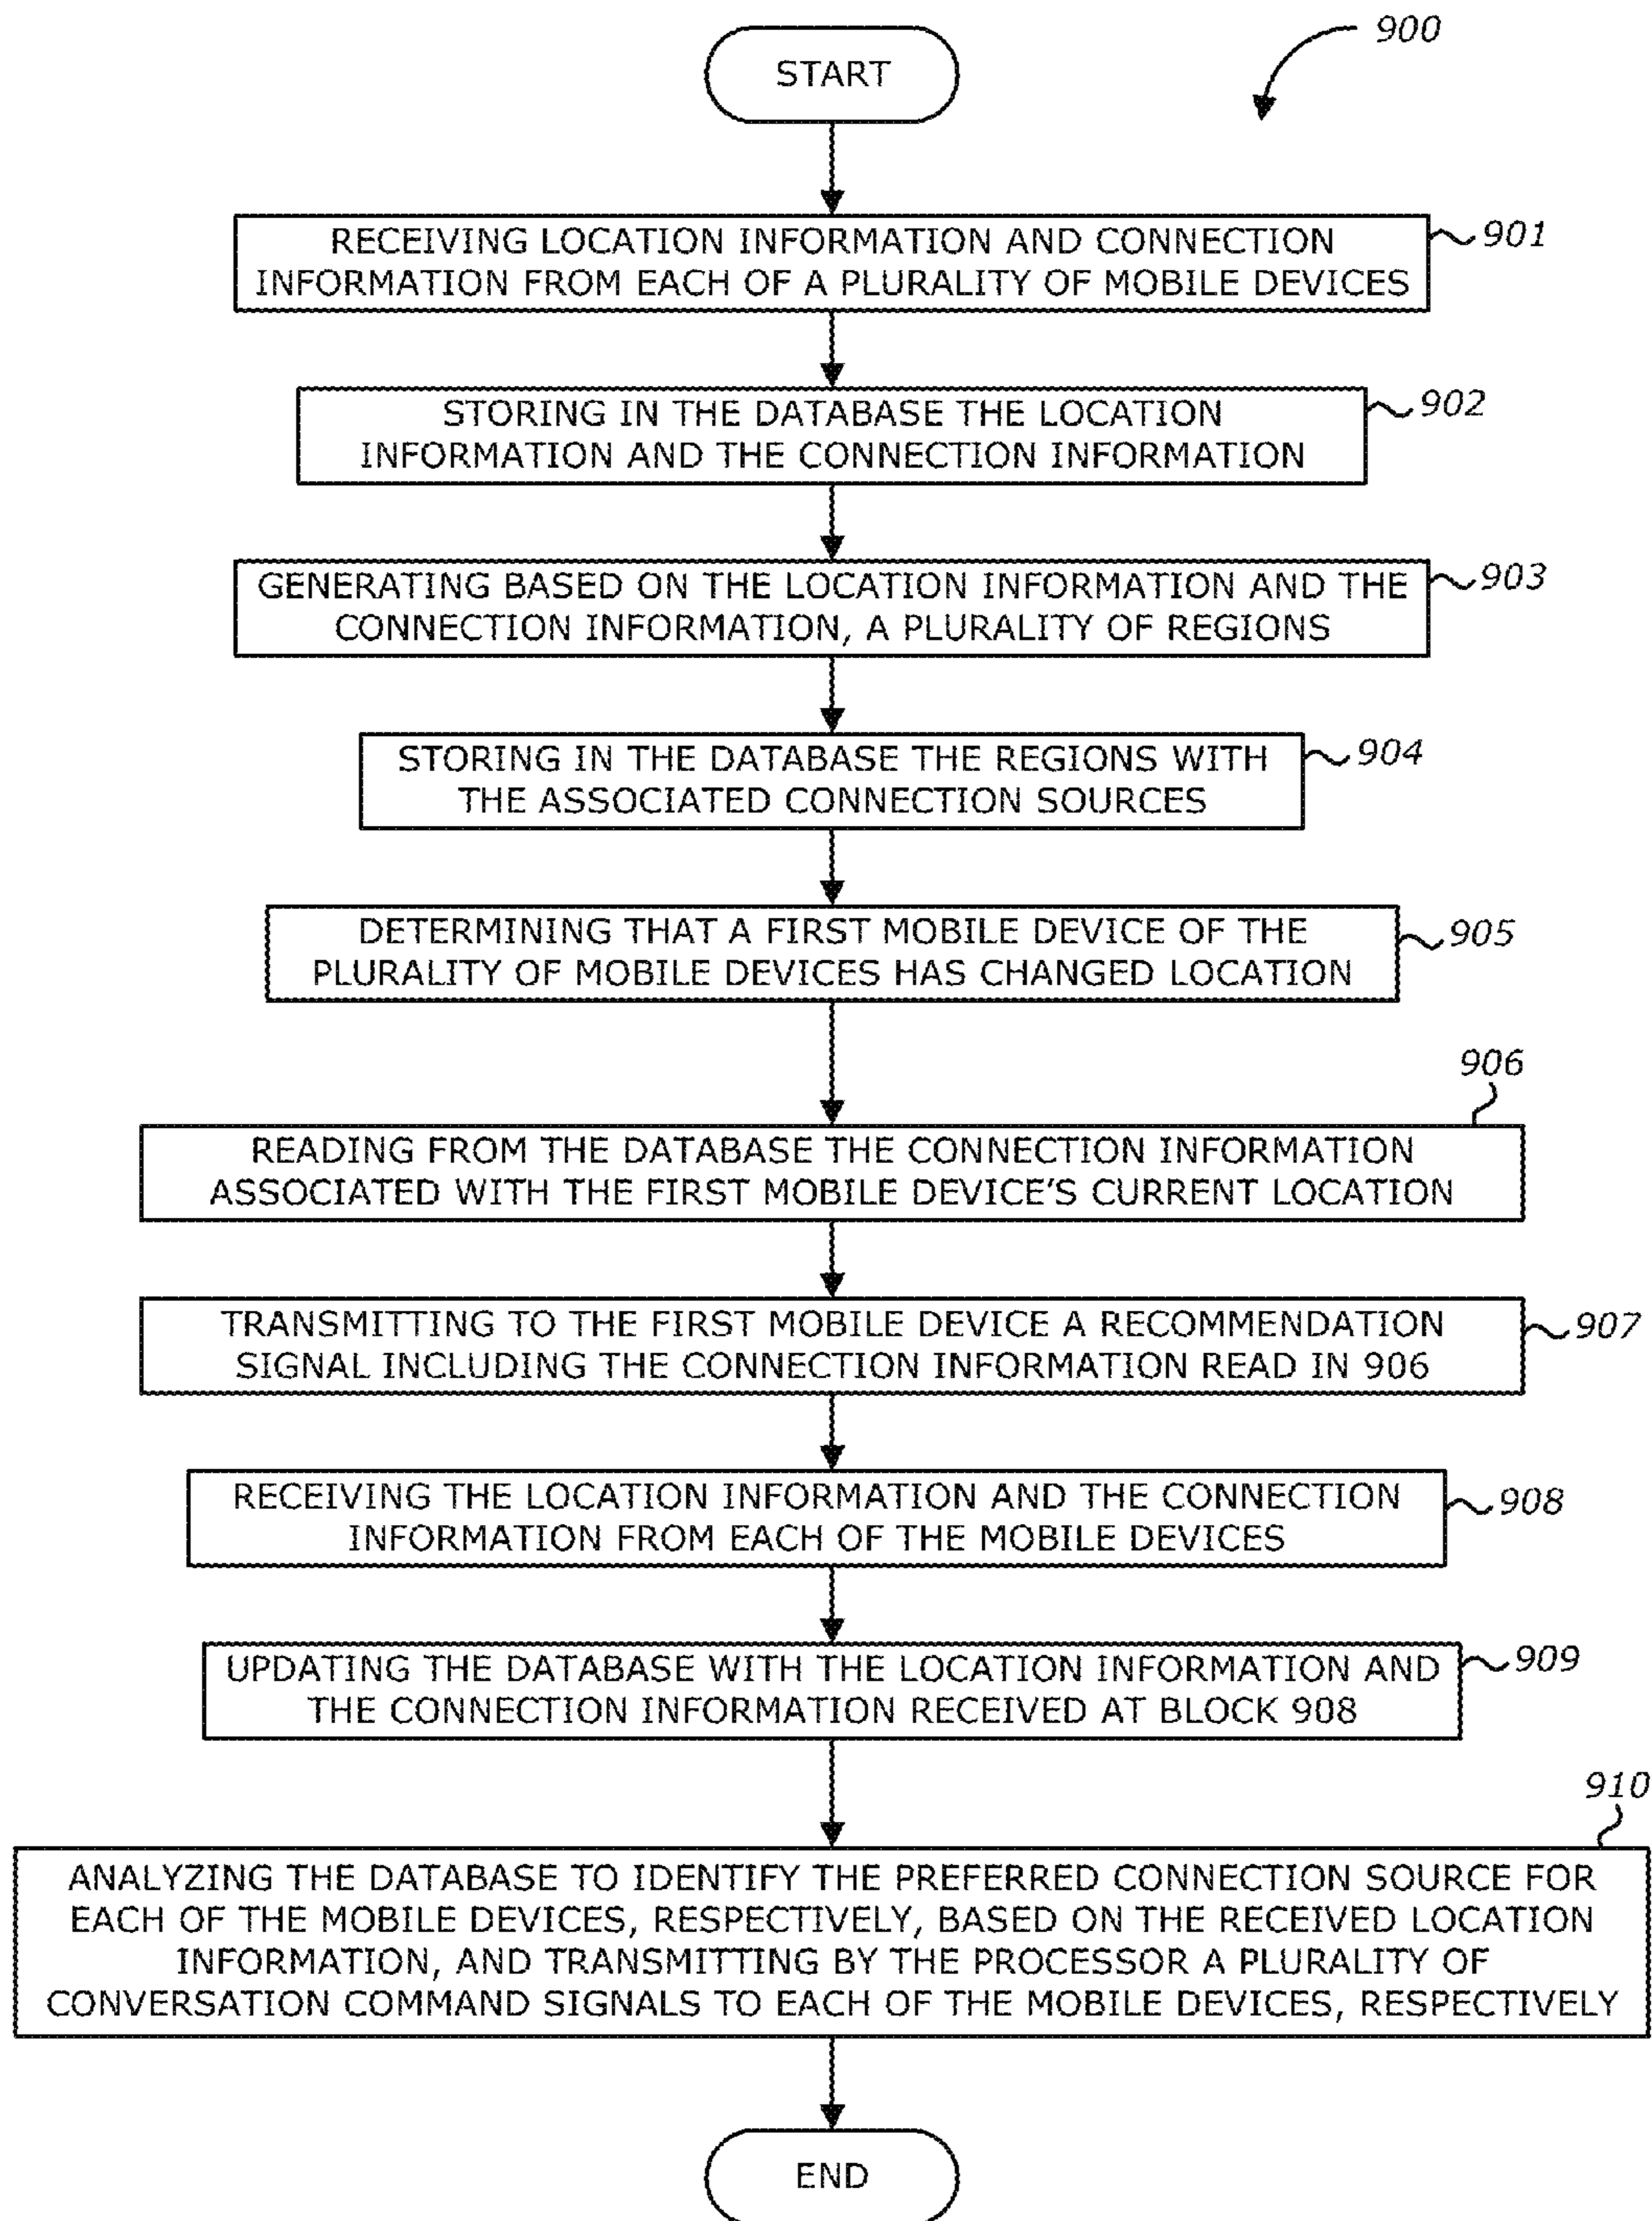 900
START
RECEIVING LOCATION INFORMATION AND CONNECTION
INFORMATION FROM EACH OF A PLURALITY OF MOBILE DEVICES
901
STORING IN THE DATABASE THE LOCATION
INFORMATION AND THE CONNECTION INFORMATION
902
GENERATING BASED ON THE LOCATION INFORMATION AND THE
CONNECTION INFORMATION, A PLURALITY OF REGIONS
903
STORING IN THE DATABASE THE REGIONS WITH
THE ASSOCIATED CONNECTION SOURCES
904
DETERMINING THAT A FIRST MOBILE DEVICE OF THE
PLURALITY OF MOBILE DEVICES HAS CHANGED LOCATION
905
906
READING FROM THE DATABASE THE CONNECTION INFORMATION
ASSOCIATED WITH THE FIRST MOBILE DEVICE'S CURRENT LOCATION
TRANSMITTING TO THE FIRST MOBILE DEVICE A RECOMMENDATION
SIGNAL INCLUDING THE CONNECTION INFORMATION READ IN 906
907
RECEIVING THE LOCATION INFORMATION AND THE CONNECTION
INFORMATION FROM EACH OF THE MOBILE DEVICES
908
UPDATING THE DATABASE WITH THE LOCATION INFORMATION AND
THE CONNECTION INFORMATION RECEIVED AT BLOCK 908
909
910
ANALYZING THE DATABASE TO IDENTIFY THE PREFERRED CONNECTION SOURCE FOR
EACH OF THE MOBILE DEVICES, RESPECTIVELY, BASED ON THE RECEIVED LOCATION
INFORMATION, AND TRANSMITTING BY THE PROCESSOR A PLURALITY OF
CONVERSATION COMMAND SIGNALS TO EACH OF THE MOBILE DEVICES, RESPECTIVELY
END